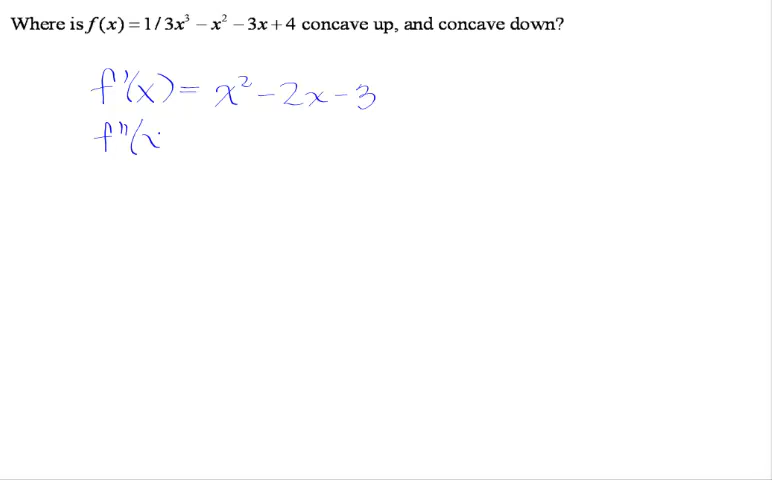 Where is f(x) = 1/3x³ − x² − 3x + 4 concave up, and concave down?
f'(x) = x² − 2x − 3
f''(x